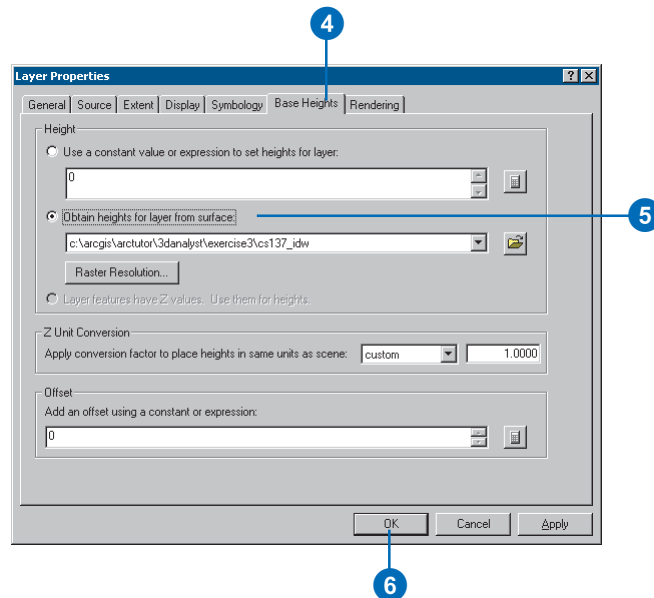 4
Layer Properties
General Source Extent Display Symbology Base Heights Rendering
Height
Use a constant value or expression to set heights for layer:
0
Obtain heights for layer from surface:
5
c:\arcgis\arctutor\3danalyst\exercise3\cs137_idw
Raster Resolution...
Layer features have Z values. Use them for heights.
Z Unit Conversion
Apply conversion factor to place heights in same units as scene: custom 1.0000
Offset
Add an offset using a constant or expression:
0
OK Cancel Apply
6